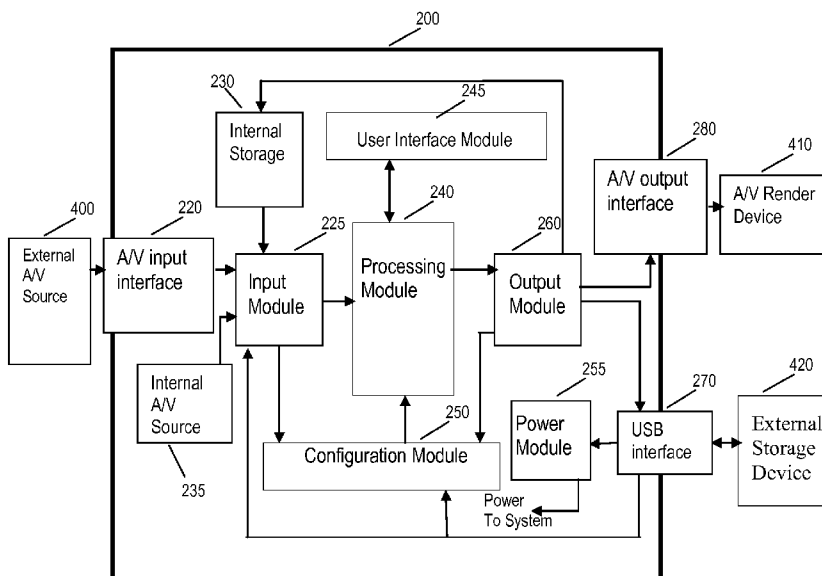 200
230
Internal
Storage
245
User Interface Module
280
A/V output
interface
410
A/V Render
Device
400
External
A/V
Source
220
A/V input
interface
225
Input
Module
240
Processing
Module
260
Output
Module
Internal
A/V
Source
235
250
Configuration Module
255
Power
Module
270
USB
interface
420
External
Storage
Device
Power
To System